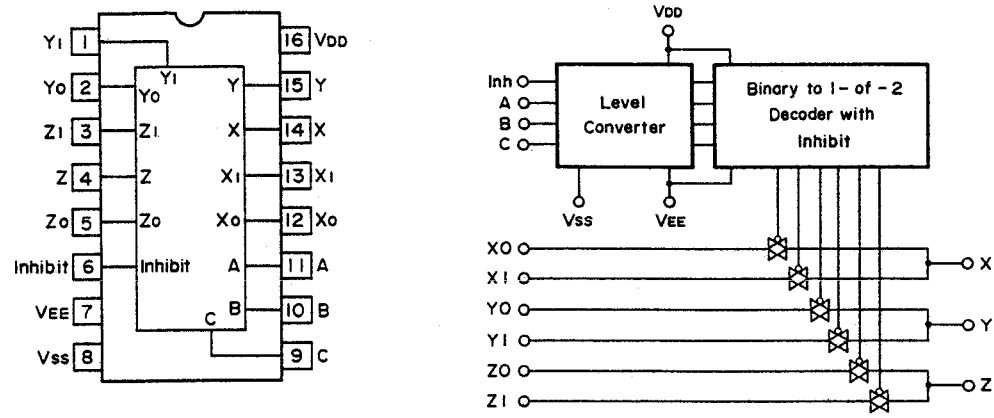 Y1 1
Y0 2
Z1 3
Z 4
Z0 5
Inhibit 6
VEE 7
VSS 8
16 VDD
15 Y
14 X
13 X1
12 X0
11 A
10 B
9 C
Y1
Y0
Z1
Z
Z0
Inhibit
Y
X
X1
X0
A
B
C
VDD
Inh
A
B
C
Level
Converter
Binary to 1-of-2
Decoder with
Inhibit
VSS
VEE
X0
X1
X
Y0
Y1
Y
Z0
Z1
Z